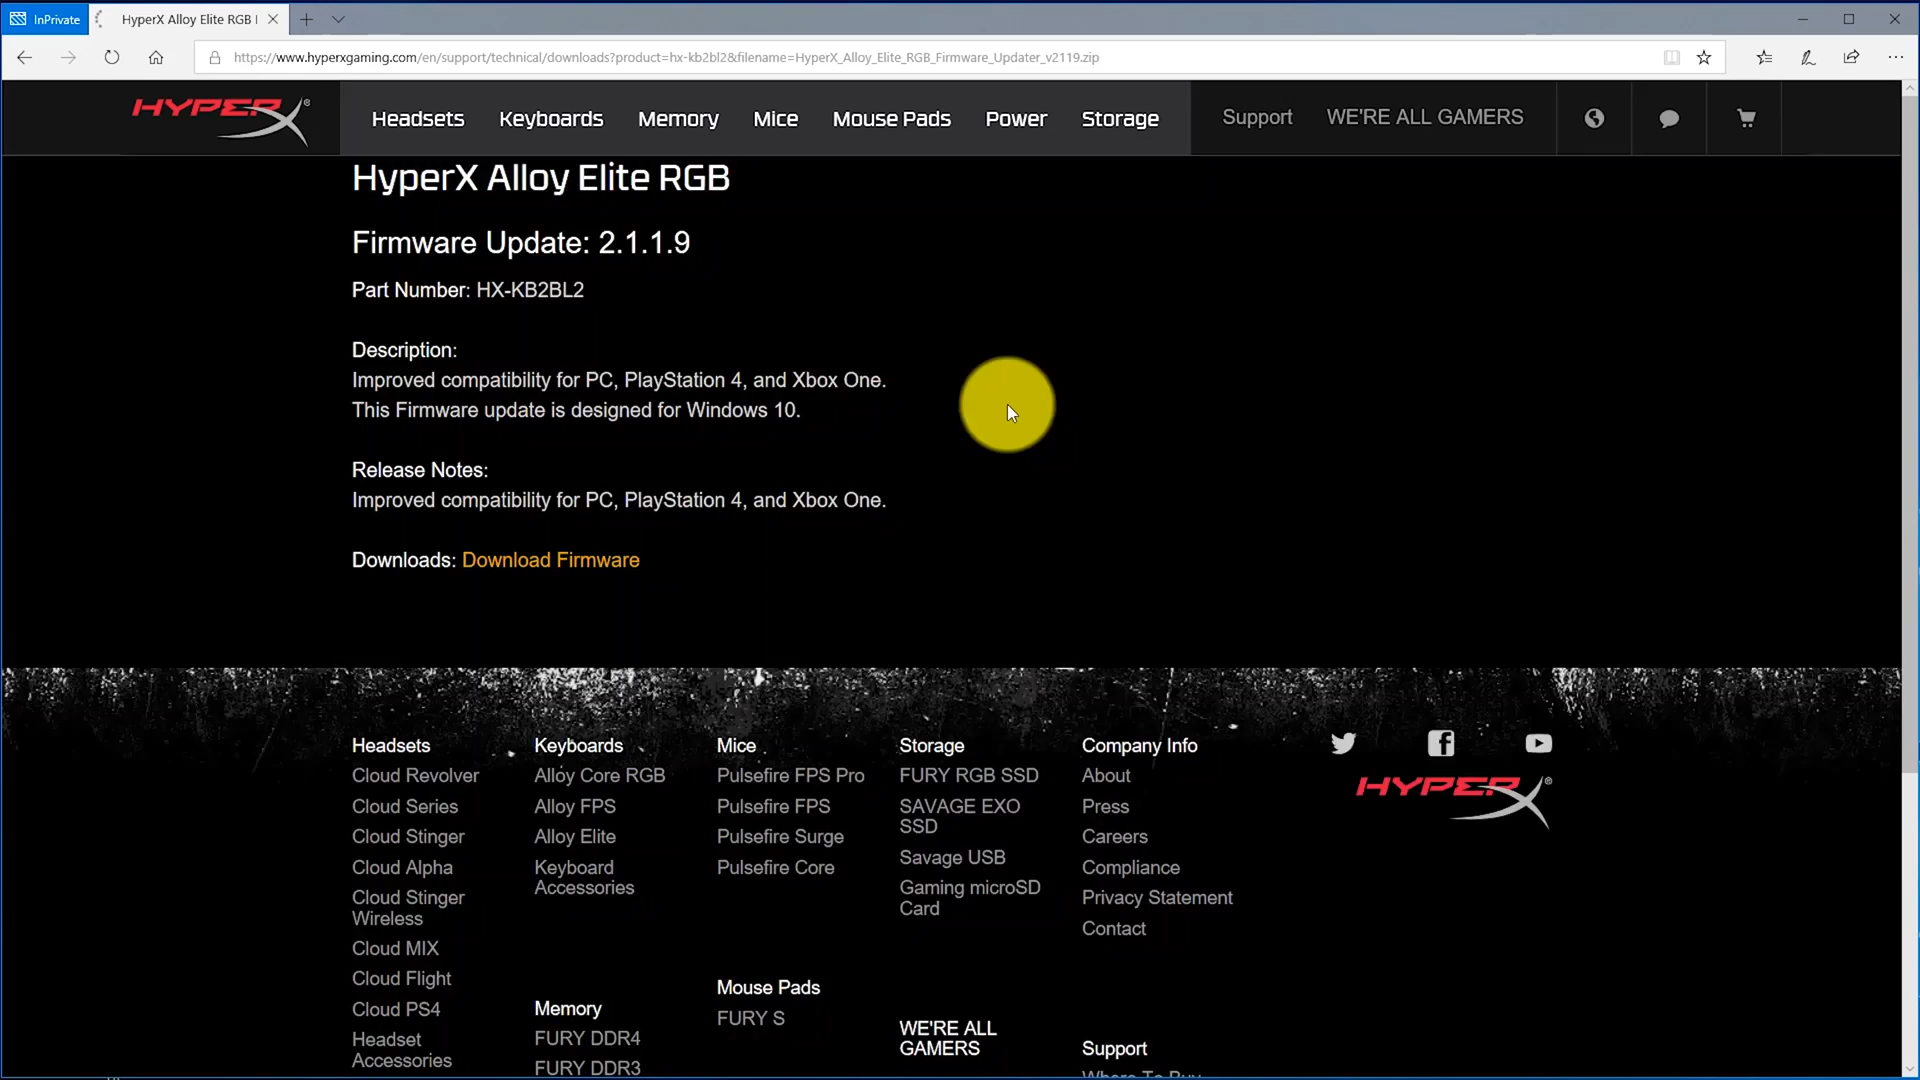 InPrivate
HyperX Alloy Elite RGB
https://www.hyperxgaming.com/en/support/technical/downloads?product=hx-kb2bl2&filename=HyperX_Alloy_Elite_RGB_Firmware_Updater_v2119.zip
HYPERX®
Headsets Keyboards Memory Mice Mouse Pads Power Storage Support WE'RE ALL GAMERS
HyperX Alloy Elite RGB
Firmware Update: 2.1.1.9
Part Number: HX-KB2BL2
Description:
Improved compatibility for PC, PlayStation 4, and Xbox One.
This Firmware update is designed for Windows 10.
Release Notes:
Improved compatibility for PC, PlayStation 4, and Xbox One.
Downloads: Download Firmware
Headsets
Cloud Revolver
Cloud Series
Cloud Stinger
Cloud Alpha
Cloud Stinger
Wireless
Cloud MIX
Cloud Flight
Cloud PS4
Headset
Accessories
Keyboards
Alloy Core RGB
Alloy FPS
Alloy Elite
Keyboard
Accessories
Memory
FURY DDR4
FURY DDR3
Mice
Pulsefire FPS Pro
Pulsefire FPS
Pulsefire Surge
Pulsefire Core
Mouse Pads
FURY S
Storage
FURY RGB SSD
SAVAGE EXO
SSD
Savage USB
Gaming microSD
Card
WE'RE ALL
GAMERS
Company Info
About
Press
Careers
Compliance
Privacy Statement
Contact
Support
Where To Buy
HYPERX®